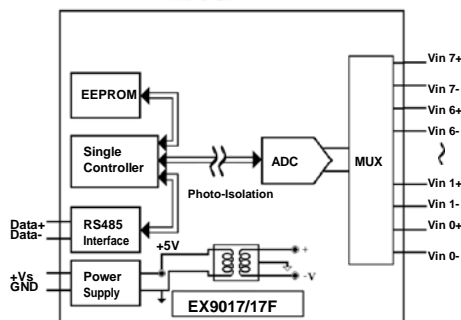 EEPROM
Single
Controller
ADC
MUX
Vin 7+
Vin 7-
Vin 6+
Vin 6-
Vin 1+
Vin 1-
Vin 0+
Vin 0-
Photo-Isolation
Data+
Data-
RS485
Interface
+5V
+
-V
+Vs
GND
Power
Supply
EX9017/17F